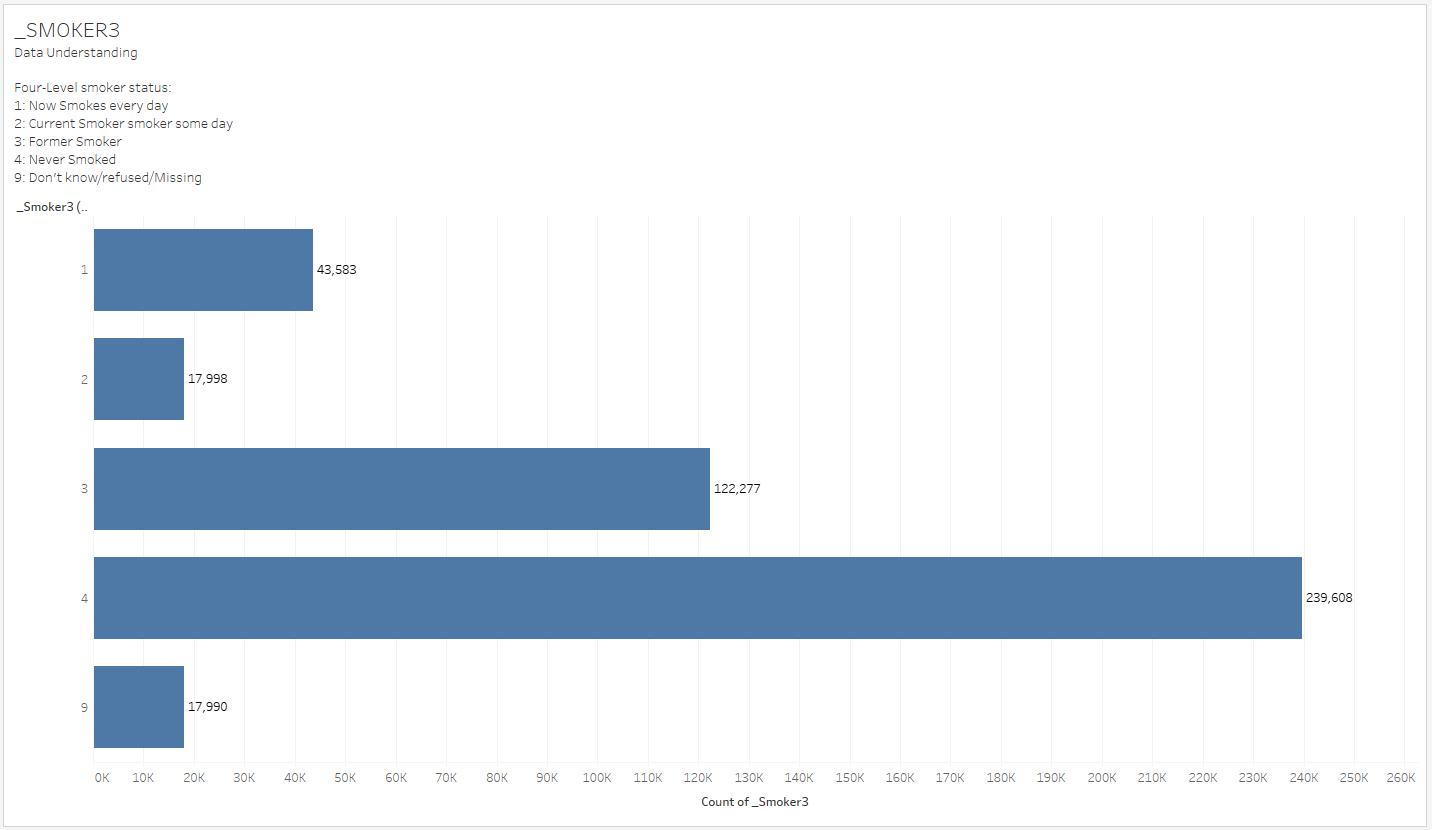 _SMOKER3
Data Understanding
Four-Level smoker status:
1: Now Smokes every day
2: Current Smoker smoker some day
3: Former Smoker
4: Never Smoked
9: Don't know/refused/Missing
_Smoker3 (..
1
43,583
2
17,998
3
122,277
4
239,608
9
17,990
0K 10K 20K 30K 40K 50K 60K 70K 80K 90K 100K 110K 120K 130K 140K 150K 160K 170K 180K 190K 200K 210K 220K 230K 240K 250K 260K
Count of _Smoker3